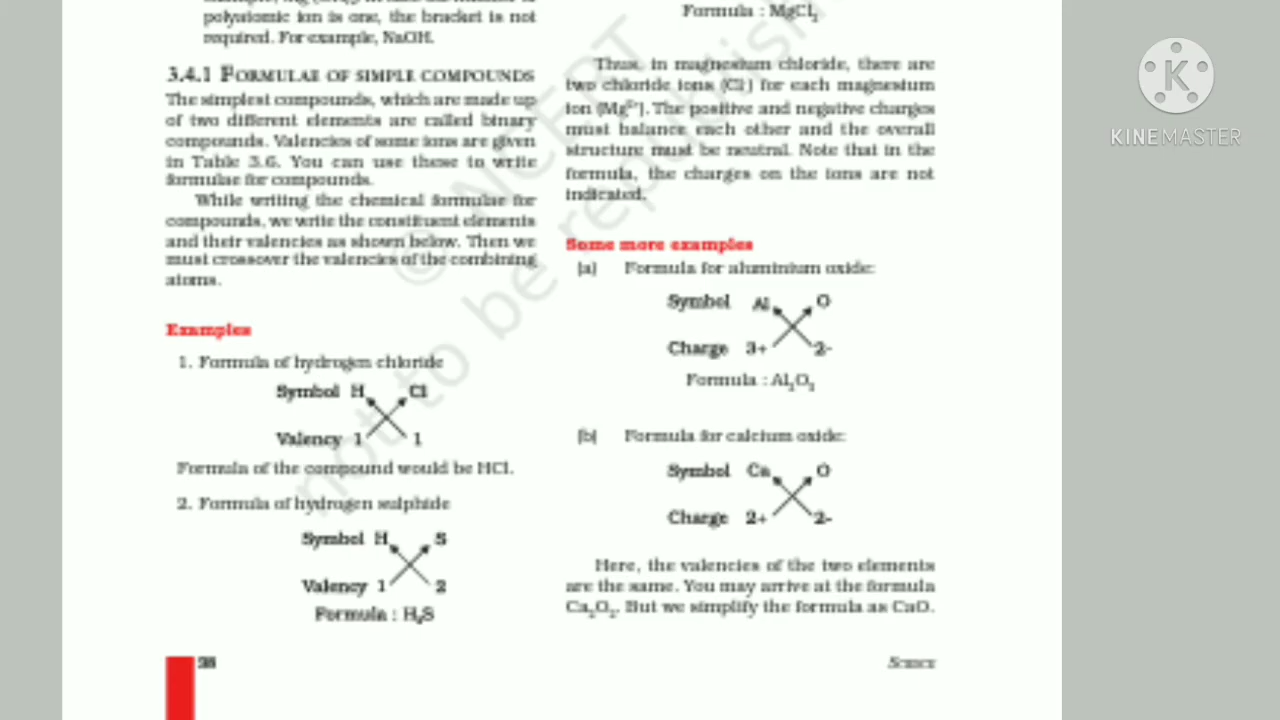 polyatomic ion is one, the bracket is not
required. For example, NaOH.
3.4.1 FORMULAE OF SIMPLE COMPOUNDS
The simplest compounds, which are made up
of two different elements are called binary
compounds. Valencies of some ions are given
in Table 3.6. You can use these to write
formulae for compounds.
While writing the chemical formulae for
compounds, we write the constituent elements
and their valencies as shown below. Then we
must crossover the valencies of the combining
atoms.
Examples
1. Formula of hydrogen chloride
Symbol H Cl
Valency 1 1
Formula of the compound would be HCl.
2. Formula of hydrogen sulphide
Symbol H S
Valency 1 2
Formula : H₂S
38
Formula : MgCl₂
Thus, in magnesium chloride, there are
two chloride ions (Cl⁻) for each magnesium
ion (Mg²⁺). The positive and negative charges
must balance each other and the overall
structure must be neutral. Note that in the
formula, the charges on the ions are not
indicated.
Some more examples
(a) Formula for aluminium oxide:
Symbol Al O
Charge 3+ 2-
Formula : Al₂O₃
(b) Formula for calcium oxide:
Symbol Ca O
Charge 2+ 2-
Here, the valencies of the two elements
are the same. You may arrive at the formula
Ca₂O₂. But we simplify the formula as CaO.
SCIENCE
© NCERT
not to be republished
KINEMASTER